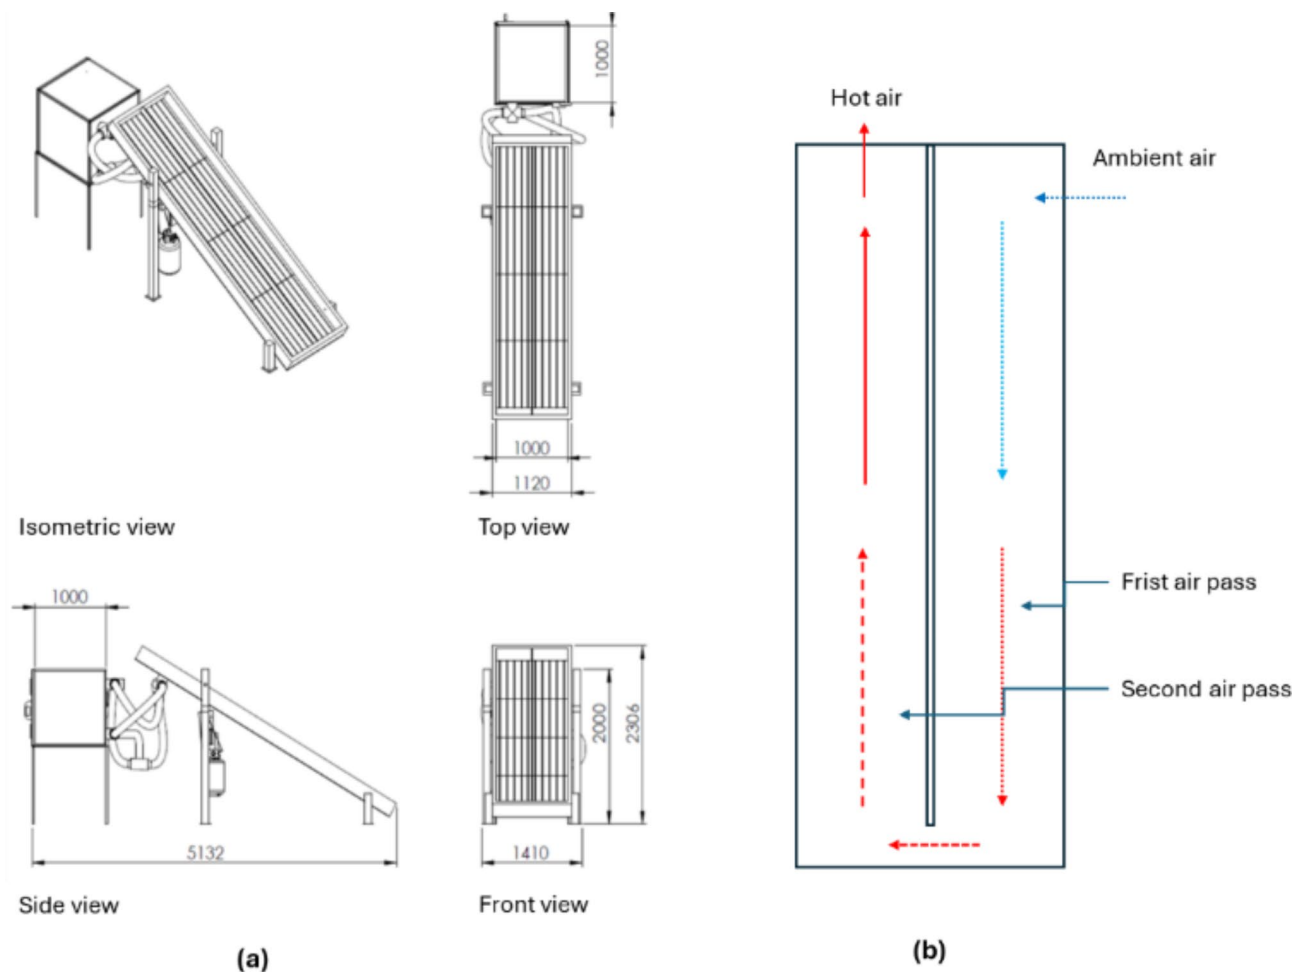 1000
1000
1120
Isometric view
Top view
1000
5132
2000
2306
1410
Side view
Front view
(a)
Hot air
Ambient air
Frist air pass
Second air pass
(b)